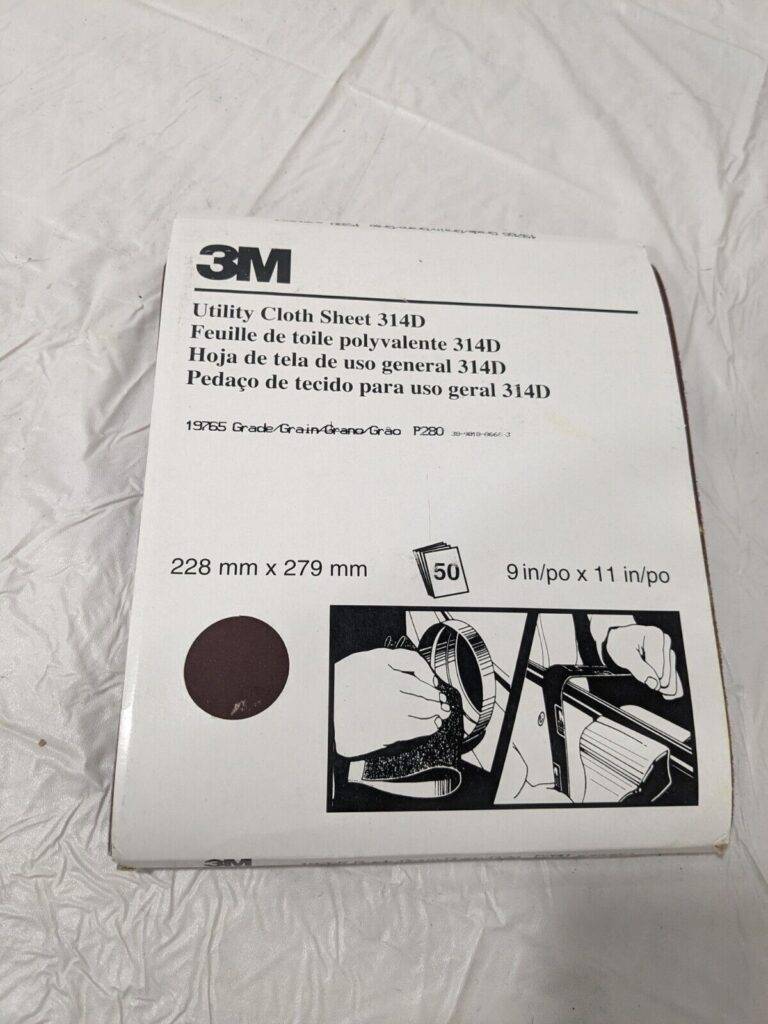 3M
Utility Cloth Sheet 314D
Feuille de toile polyvalente 314D
Hoja de tela de uso general 314D
Pedaço de tecido para uso geral 314D
19765 Grade/Grain/Grano/Grão P280
228 mm x 279 mm
50
9 in/po x 11 in/po
3M